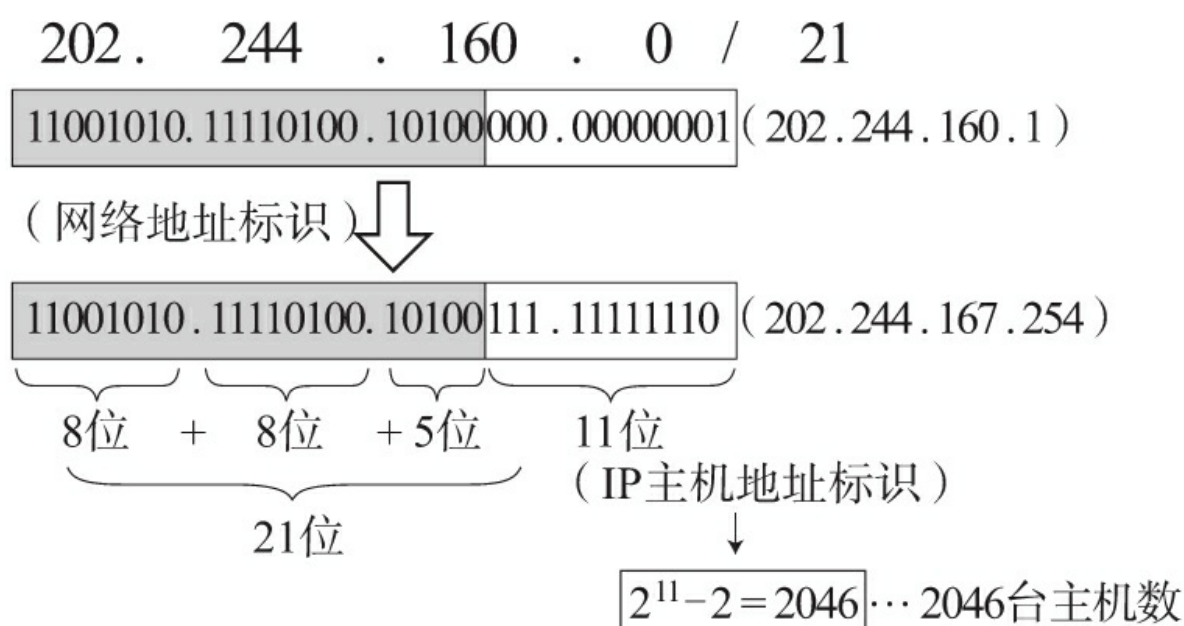 202. 244 . 160 . 0 / 21
11001010.11110100.10100000.00000001(202.244.160.1)
(网络地址标识)
11001010.11110100.10100111.11111110(202.244.167.254)
8位 + 8位 +5位 11位
(IP主机地址标识)
21位
2¹¹-2=2046…2046台主机数